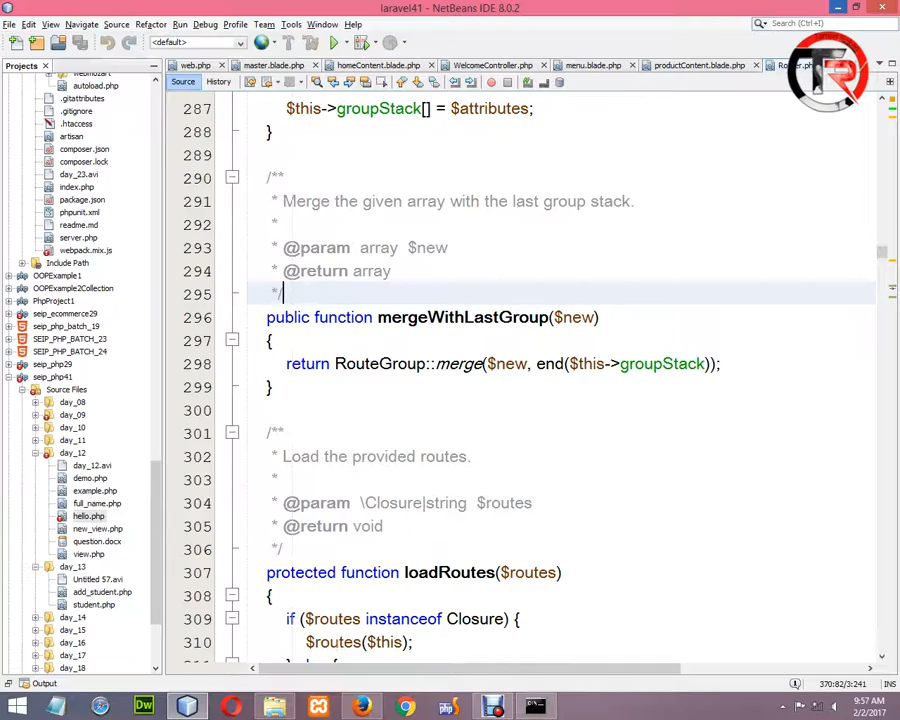 laravel41 - NetBeans IDE 8.0.2
File Edit View Navigate Source Refactor Run Debug Profile Team Tools Window Help
Search (Ctrl+I)
<default>
Projects
web.php master.blade.php homeContent.blade.php WelcomeController.php menu.blade.php productContent.blade.php
Source History
autoload.php
.gitattributes
.gitignore
.htaccess
artisan
composer.json
composer.lock
day_23.avi
index.php
package.json
phpunit.xml
readme.md
server.php
webpack.mix.js
Include Path
OOPExample1
OOPExample2Collection
PhpProject1
seip_ecommerce29
seip_php_batch_19
SEIP_PHP_BATCH_23
SEIP_PHP_BATCH_24
seip_php29
seip_php41
Source Files
day_08
day_09
day_10
day_11
day_12
day_12.avi
demo.php
example.php
full_name.php
hello.php
new_view.php
question.docx
view.php
day_13
Untitled 57.avi
add_student.php
student.php
day_14
day_15
day_16
day_17
day_18
287 $this->groupStack[] = $attributes;
288 }
289
290 /**
291 * Merge the given array with the last group stack.
292 *
293 * @param array $new
294 * @return array
295 */
296 public function mergeWithLastGroup($new)
297 {
298 return RouteGroup::merge($new, end($this->groupStack));
299 }
300
301 /**
302 * Load the provided routes.
303 *
304 * @param \Closure|string $routes
305 * @return void
306 */
307 protected function loadRoutes($routes)
308 {
309 if ($routes instanceof Closure) {
310 $routes($this);
Output
370:82/3:241 INS
9:57 AM
2/2/2017